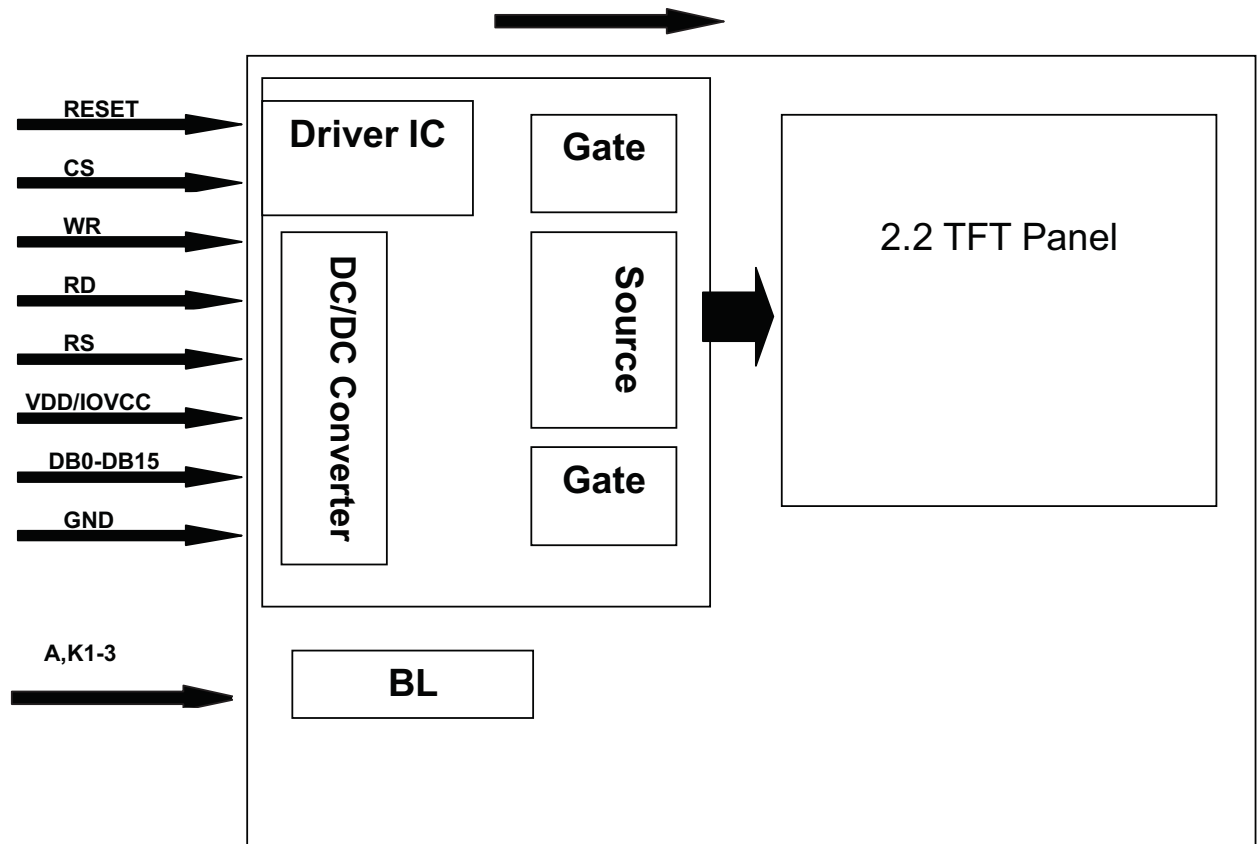 RESET
CS
WR
RD
RS
VDD/IOVCC
DB0-DB15
GND
A,K1-3
Driver IC
DC/DC Converter
Gate
Source
Gate
BL
2.2 TFT Panel